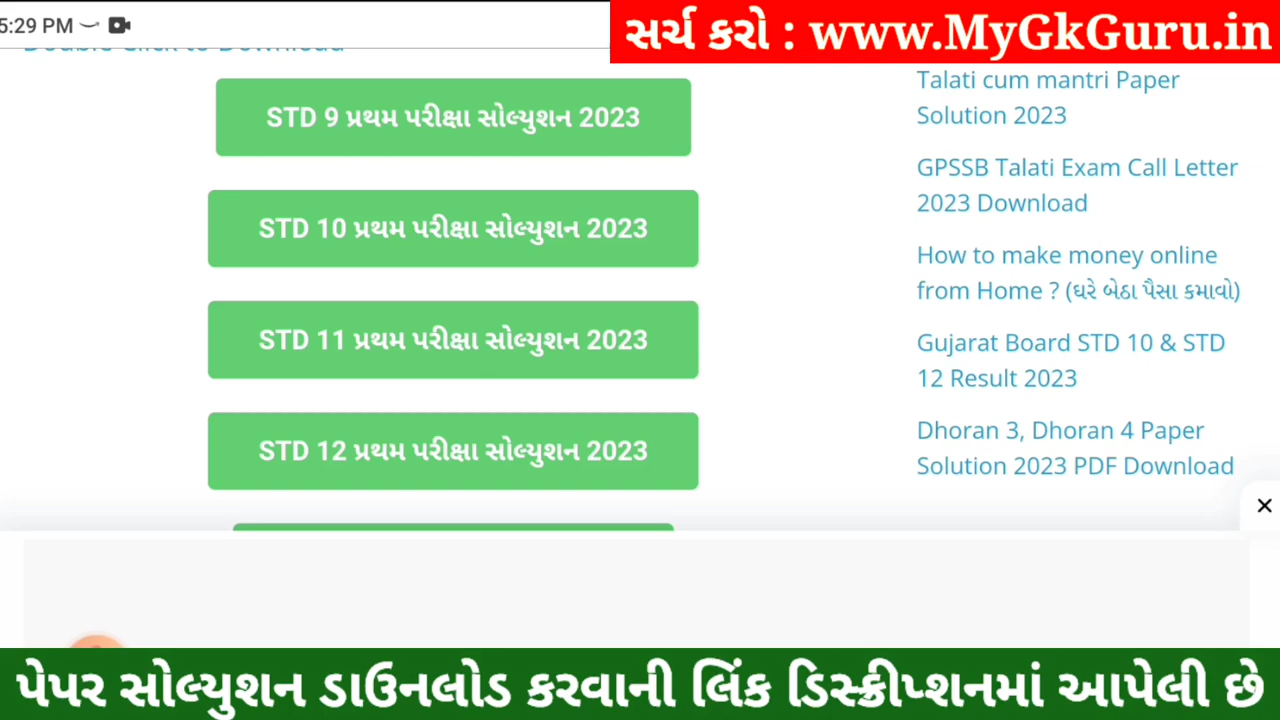 5:29 PM
સર્ચ કરો : www.MyGkGuru.in
Double Click to Download
STD 9 પ્રથમ પરીક્ષા સોલ્યુશન 2023
STD 10 પ્રથમ પરીક્ષા સોલ્યુશન 2023
STD 11 પ્રથમ પરીક્ષા સોલ્યુશન 2023
STD 12 પ્રથમ પરીક્ષા સોલ્યુશન 2023
Talati cum mantri Paper
Solution 2023
GPSSB Talati Exam Call Letter
2023 Download
How to make money online
from Home ? (ઘરે બેઠા પૈસા કમાવો)
Gujarat Board STD 10 & STD
12 Result 2023
Dhoran 3, Dhoran 4 Paper
Solution 2023 PDF Download
પેપર સોલ્યુશન ડાઉનલોડ કરવાની લિંક ડિસ્ક્રીપ્શનમાં આપેલી છે